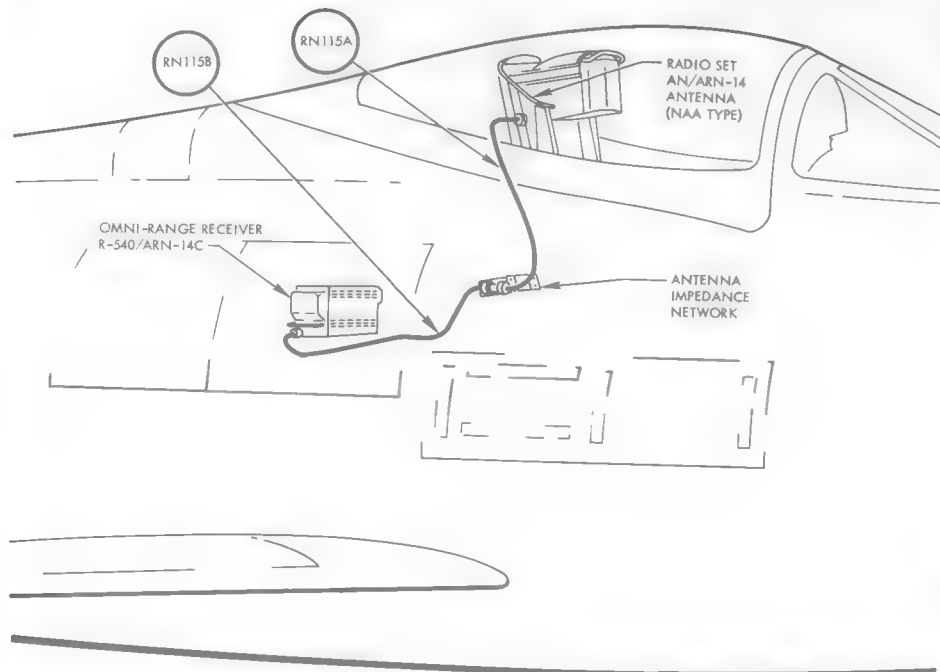 RN115B
RN115A
RADIO SET
AN/ARN-14
ANTENNA
(NAA TYPE)
OMNI-RANGE RECEIVER
R-540/ARN-14C
ANTENNA
IMPEDANCE
NETWORK